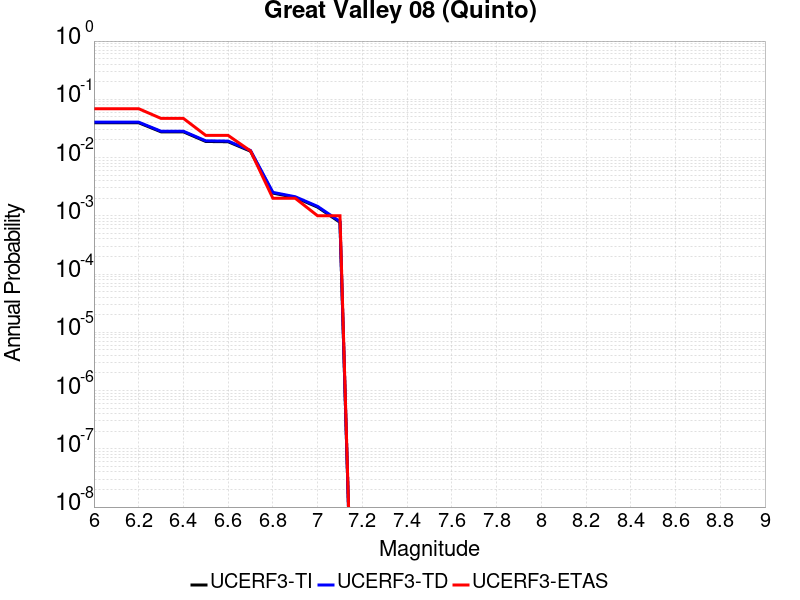 Great Valley 08 (Quinto)
10^0
10^-1
10^-2
10^-3
10^-4
10^-5
10^-6
10^-7
10^-8
Annual Probability
6 6.2 6.4 6.6 6.8 7 7.2 7.4 7.6 7.8 8 8.2 8.4 8.6 8.8 9
Magnitude
UCERF3-TI UCERF3-TD UCERF3-ETAS